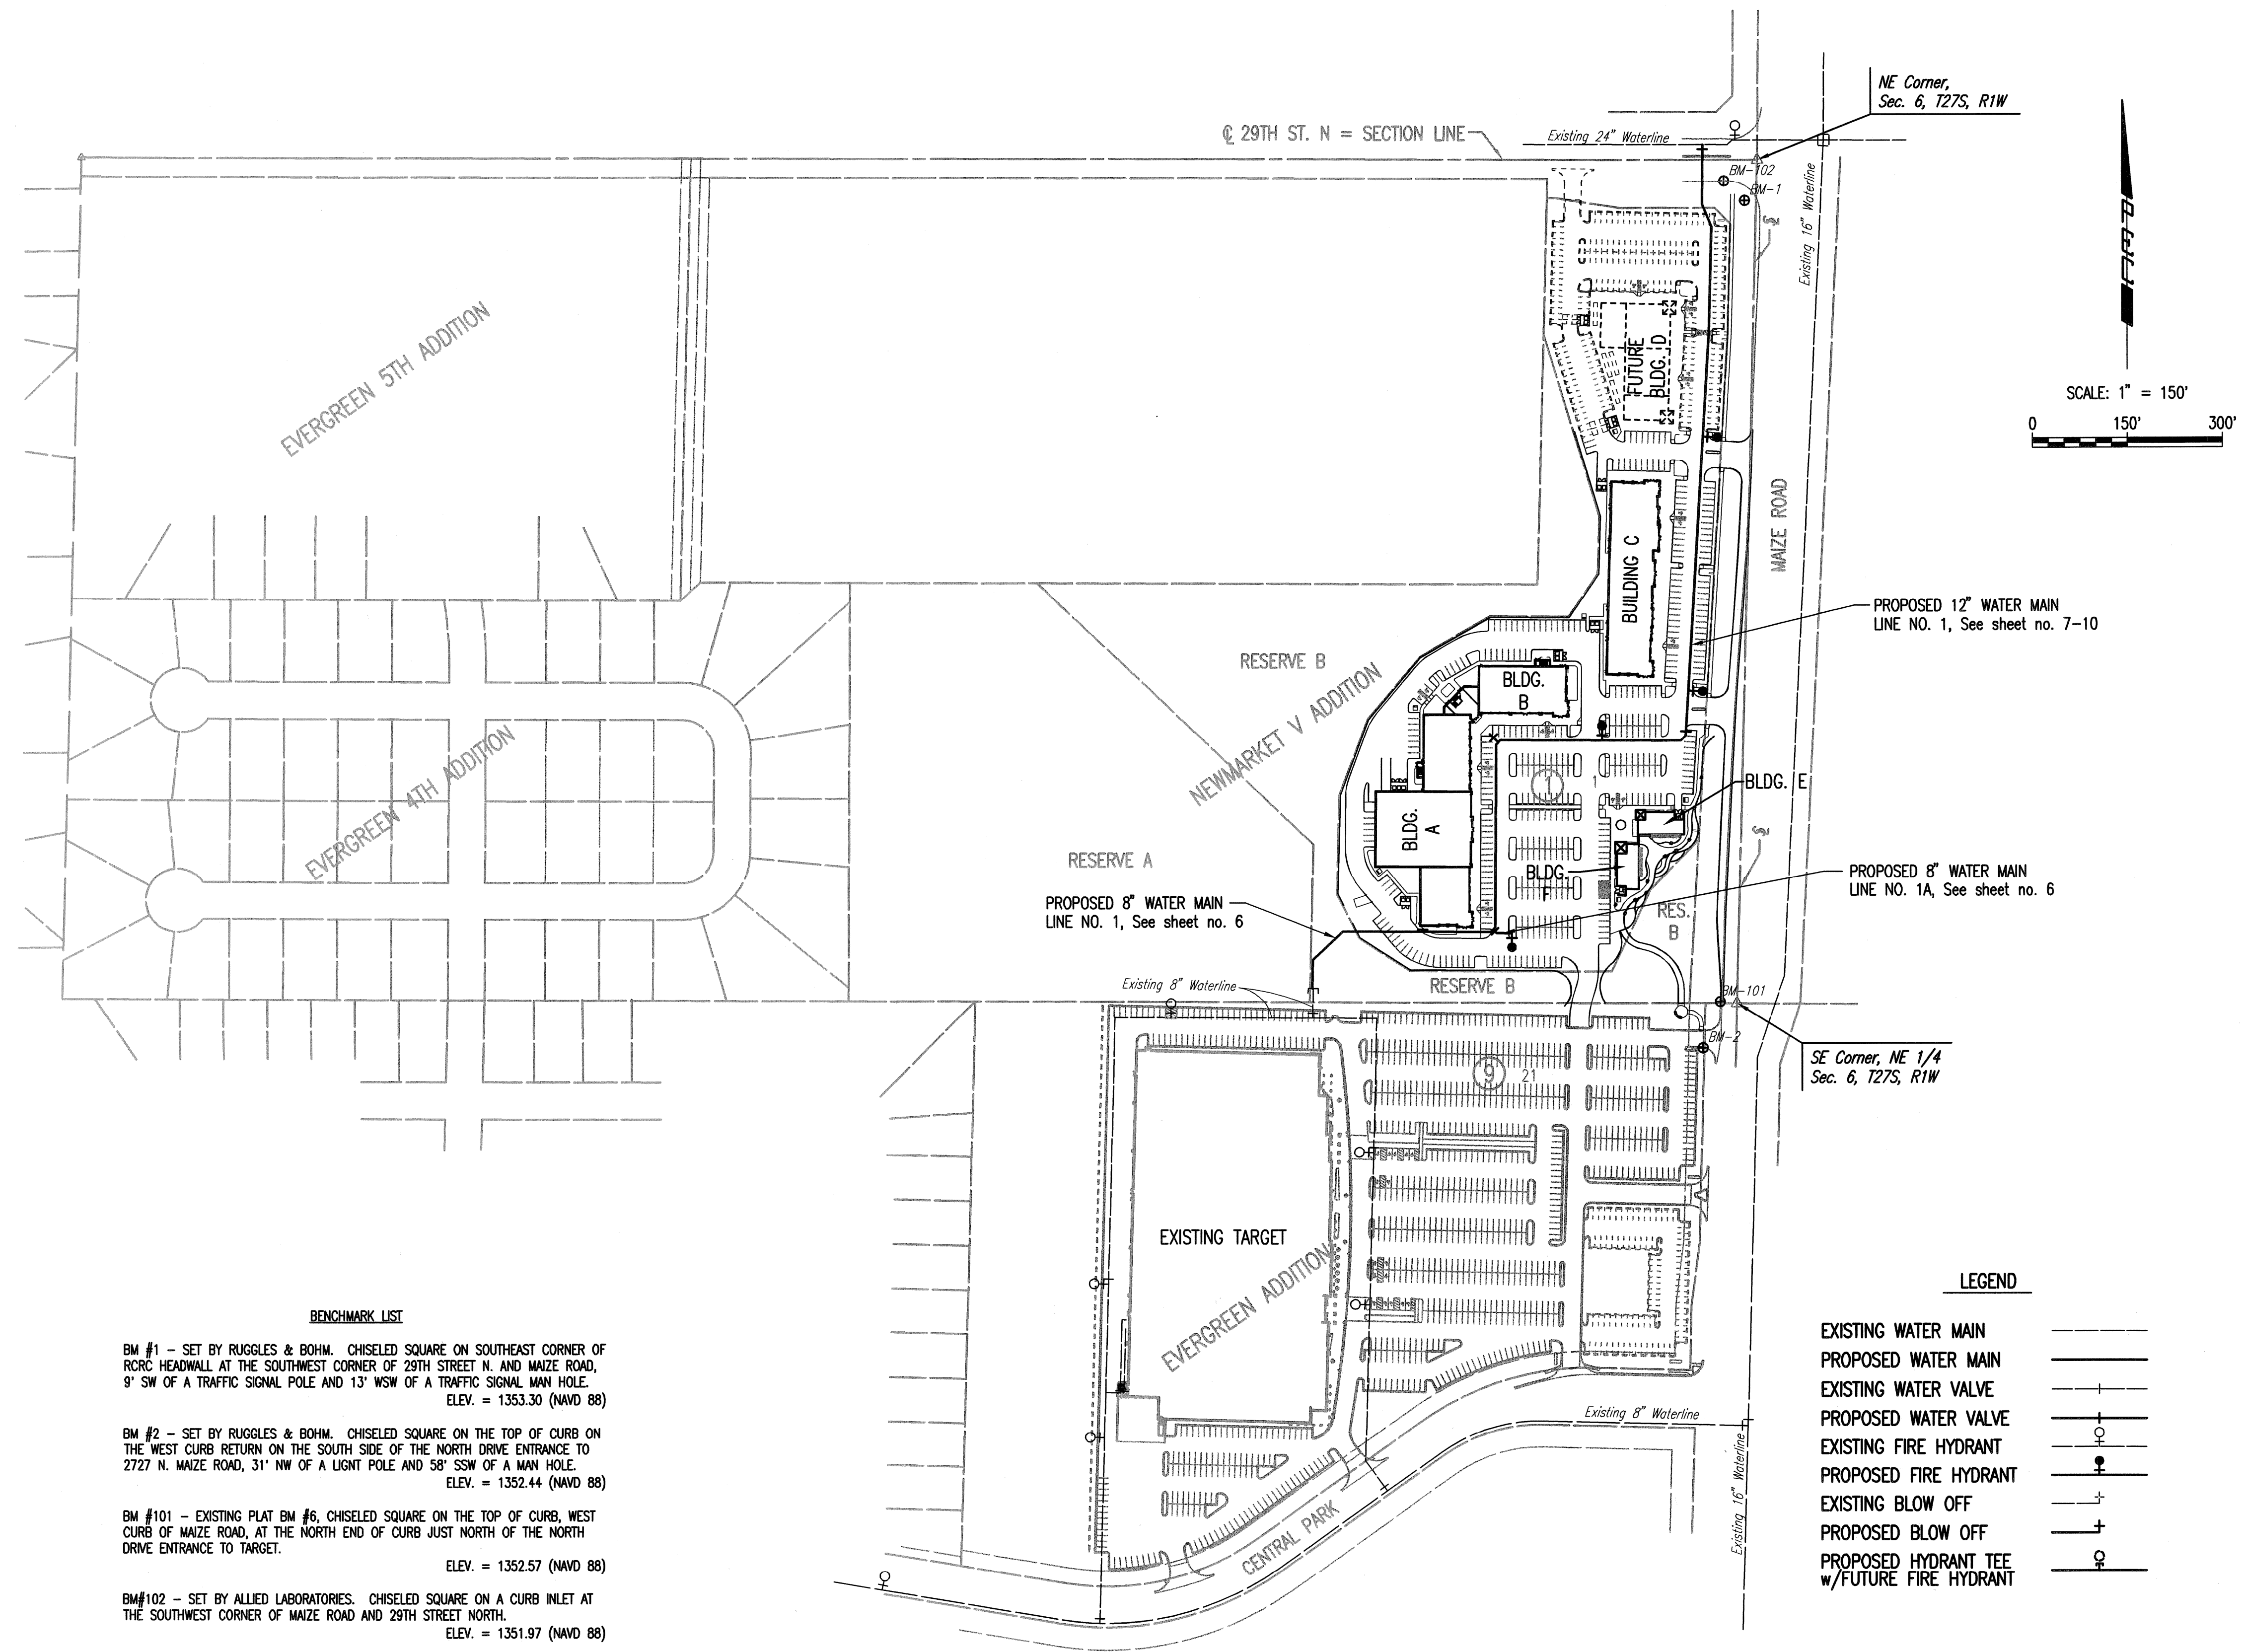 NE Corner,
Sec. 6, T27S, R1W
℄ 29TH ST. N = SECTION LINE
Existing 24" Waterline
BM-102
BM-1
Existing 16" Waterline
℄
SCALE: 1" = 150'
0 150' 300'
EVERGREEN 5TH ADDITION
FUTURE
BLDG. D
MAIZE ROAD
BUILDING C
PROPOSED 12" WATER MAIN
LINE NO. 1, See sheet no. 7-10
RESERVE B
NEWMARKET V ADDITION
BLDG.
B
EVERGREEN 4TH ADDITION
1
1
BLDG. E
BLDG.
A
℄
RESERVE A
BLDG.
F
PROPOSED 8" WATER MAIN
LINE NO. 1A, See sheet no. 6
PROPOSED 8" WATER MAIN
LINE NO. 1, See sheet no. 6
RES.
B
Existing 8" Waterline
RESERVE B
BM-101
BM-2
SE Corner, NE 1/4
Sec. 6, T27S, R1W
9
21
EXISTING TARGET
EVERGREEN ADDITION
Existing 8" Waterline
Existing 16" Waterline
CENTRAL PARK
BENCHMARK LIST
BM #1 - SET BY RUGGLES & BOHM. CHISELED SQUARE ON SOUTHEAST CORNER OF
RCRC HEADWALL AT THE SOUTHWEST CORNER OF 29TH STREET N. AND MAIZE ROAD,
9' SW OF A TRAFFIC SIGNAL POLE AND 13' WSW OF A TRAFFIC SIGNAL MAN HOLE.
ELEV. = 1353.30 (NAVD 88)
BM #2 - SET BY RUGGLES & BOHM. CHISELED SQUARE ON THE TOP OF CURB ON
THE WEST CURB RETURN ON THE SOUTH SIDE OF THE NORTH DRIVE ENTRANCE TO
2727 N. MAIZE ROAD, 31' NW OF A LIGNT POLE AND 58' SSW OF A MAN HOLE.
ELEV. = 1352.44 (NAVD 88)
BM #101 - EXISTING PLAT BM #6, CHISELED SQUARE ON THE TOP OF CURB, WEST
CURB OF MAIZE ROAD, AT THE NORTH END OF CURB JUST NORTH OF THE NORTH
DRIVE ENTRANCE TO TARGET.
ELEV. = 1352.57 (NAVD 88)
BM#102 - SET BY ALLIED LABORATORIES. CHISELED SQUARE ON A CURB INLET AT
THE SOUTHWEST CORNER OF MAIZE ROAD AND 29TH STREET NORTH.
ELEV. = 1351.97 (NAVD 88)
LEGEND
EXISTING WATER MAIN
PROPOSED WATER MAIN
EXISTING WATER VALVE
PROPOSED WATER VALVE
EXISTING FIRE HYDRANT
PROPOSED FIRE HYDRANT
EXISTING BLOW OFF
PROPOSED BLOW OFF
PROPOSED HYDRANT TEE
w/FUTURE FIRE HYDRANT